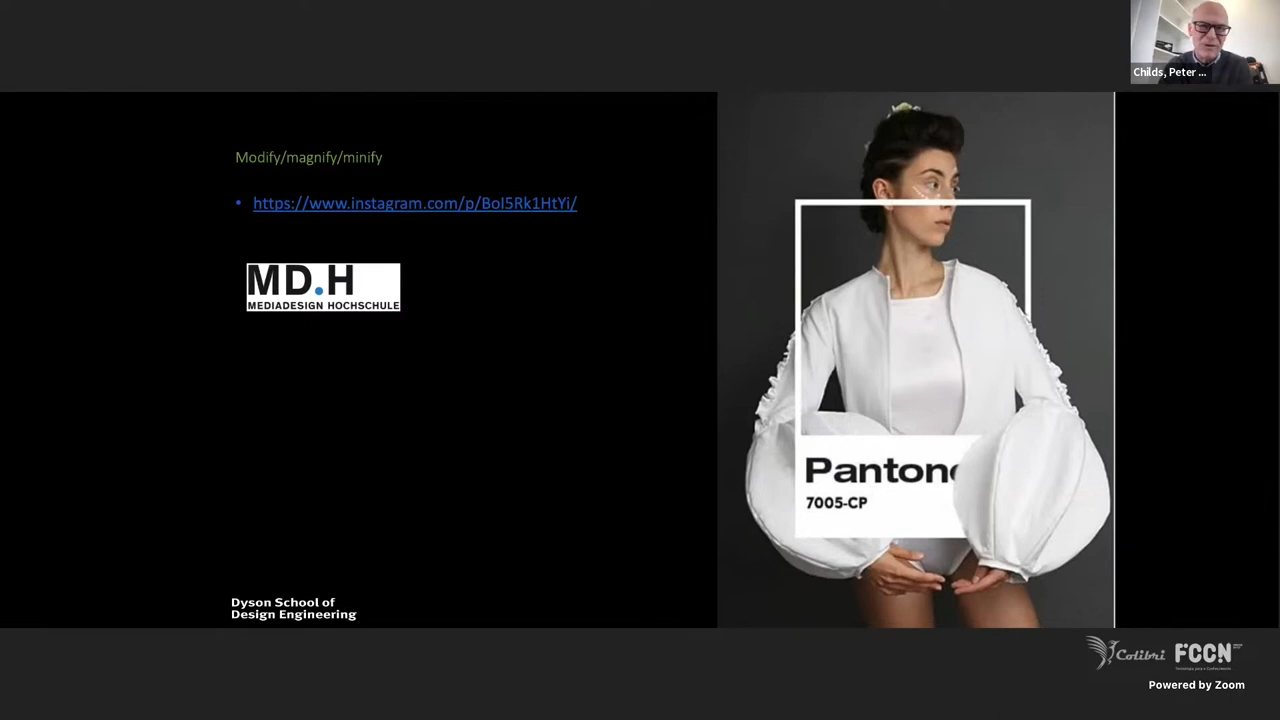 Childs, Peter ...
Modify/magnify/minify
• https://www.instagram.com/p/BoI5Rk1HtYi/
MD.H
MEDIADESIGN HOCHSCHULE
Pantone
7005-CP
Dyson School of
Design Engineering
Colibri FCCN
Powered by Zoom